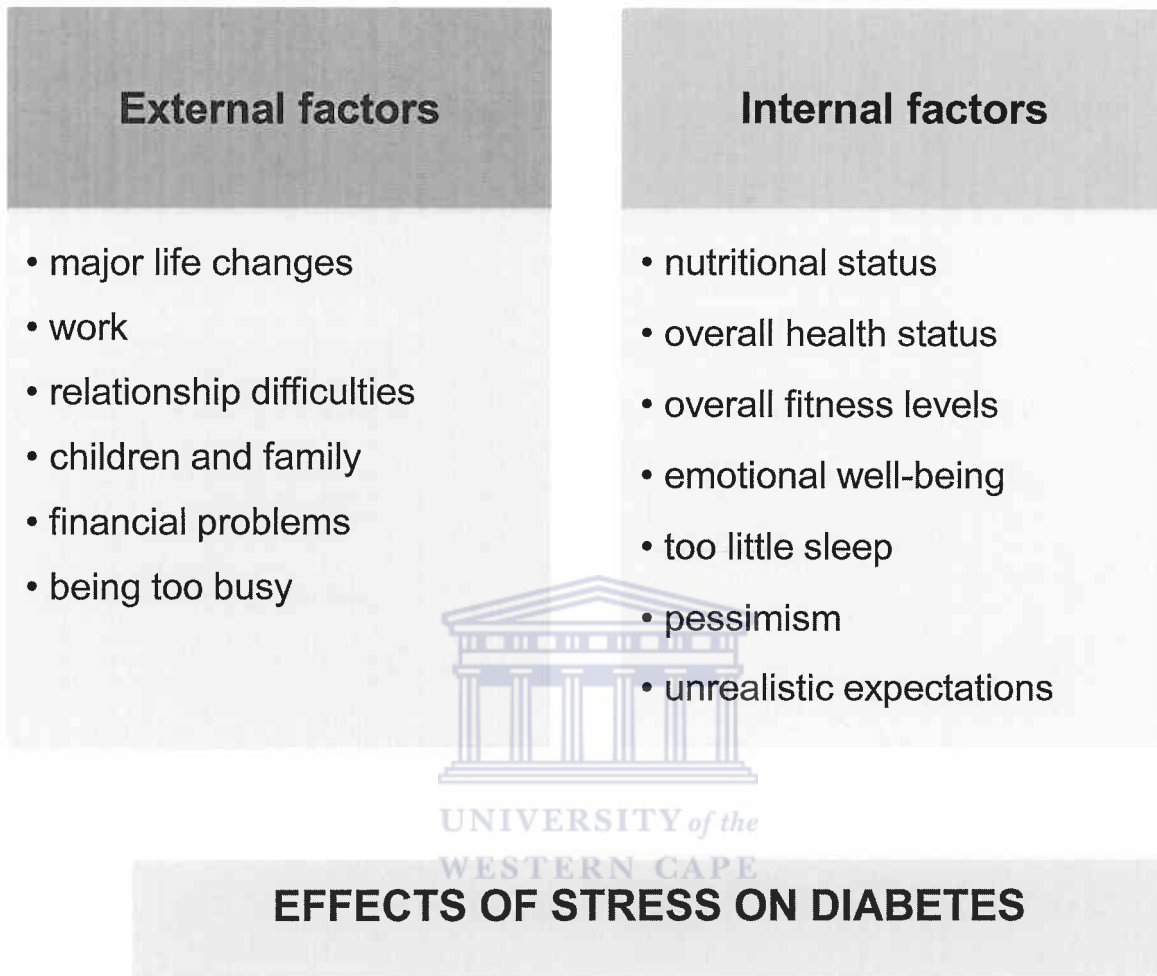 External factors
• major life changes
• work
• relationship difficulties
• children and family
• financial problems
• being too busy
Internal factors
• nutritional status
• overall health status
• overall fitness levels
• emotional well-being
• too little sleep
• pessimism
• unrealistic expectations
UNIVERSITY of the
WESTERN CAPE
EFFECTS OF STRESS ON DIABETES